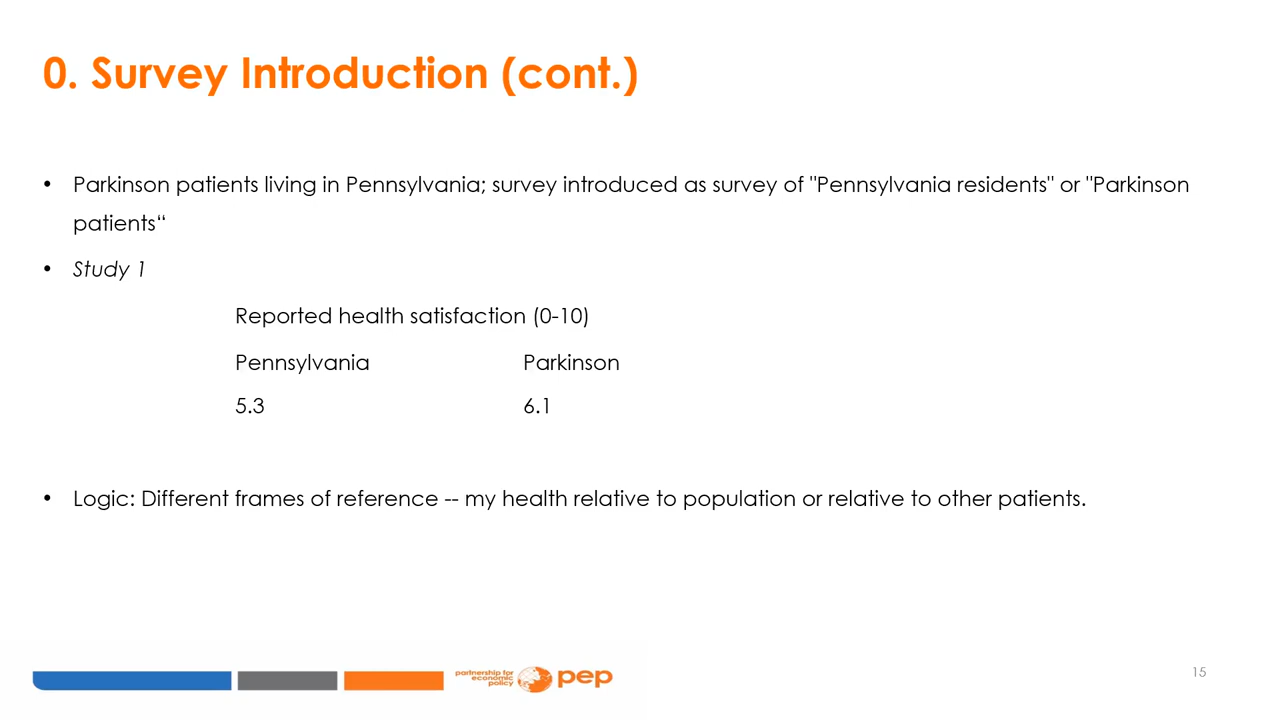 0. Survey Introduction (cont.)
• Parkinson patients living in Pennsylvania; survey introduced as survey of "Pennsylvania residents" or "Parkinson
patients“
• Study 1
Reported health satisfaction (0-10)
Pennsylvania Parkinson
5.3 6.1
• Logic: Different frames of reference -- my health relative to population or relative to other patients.
partnership for
economic
policy
pep
15